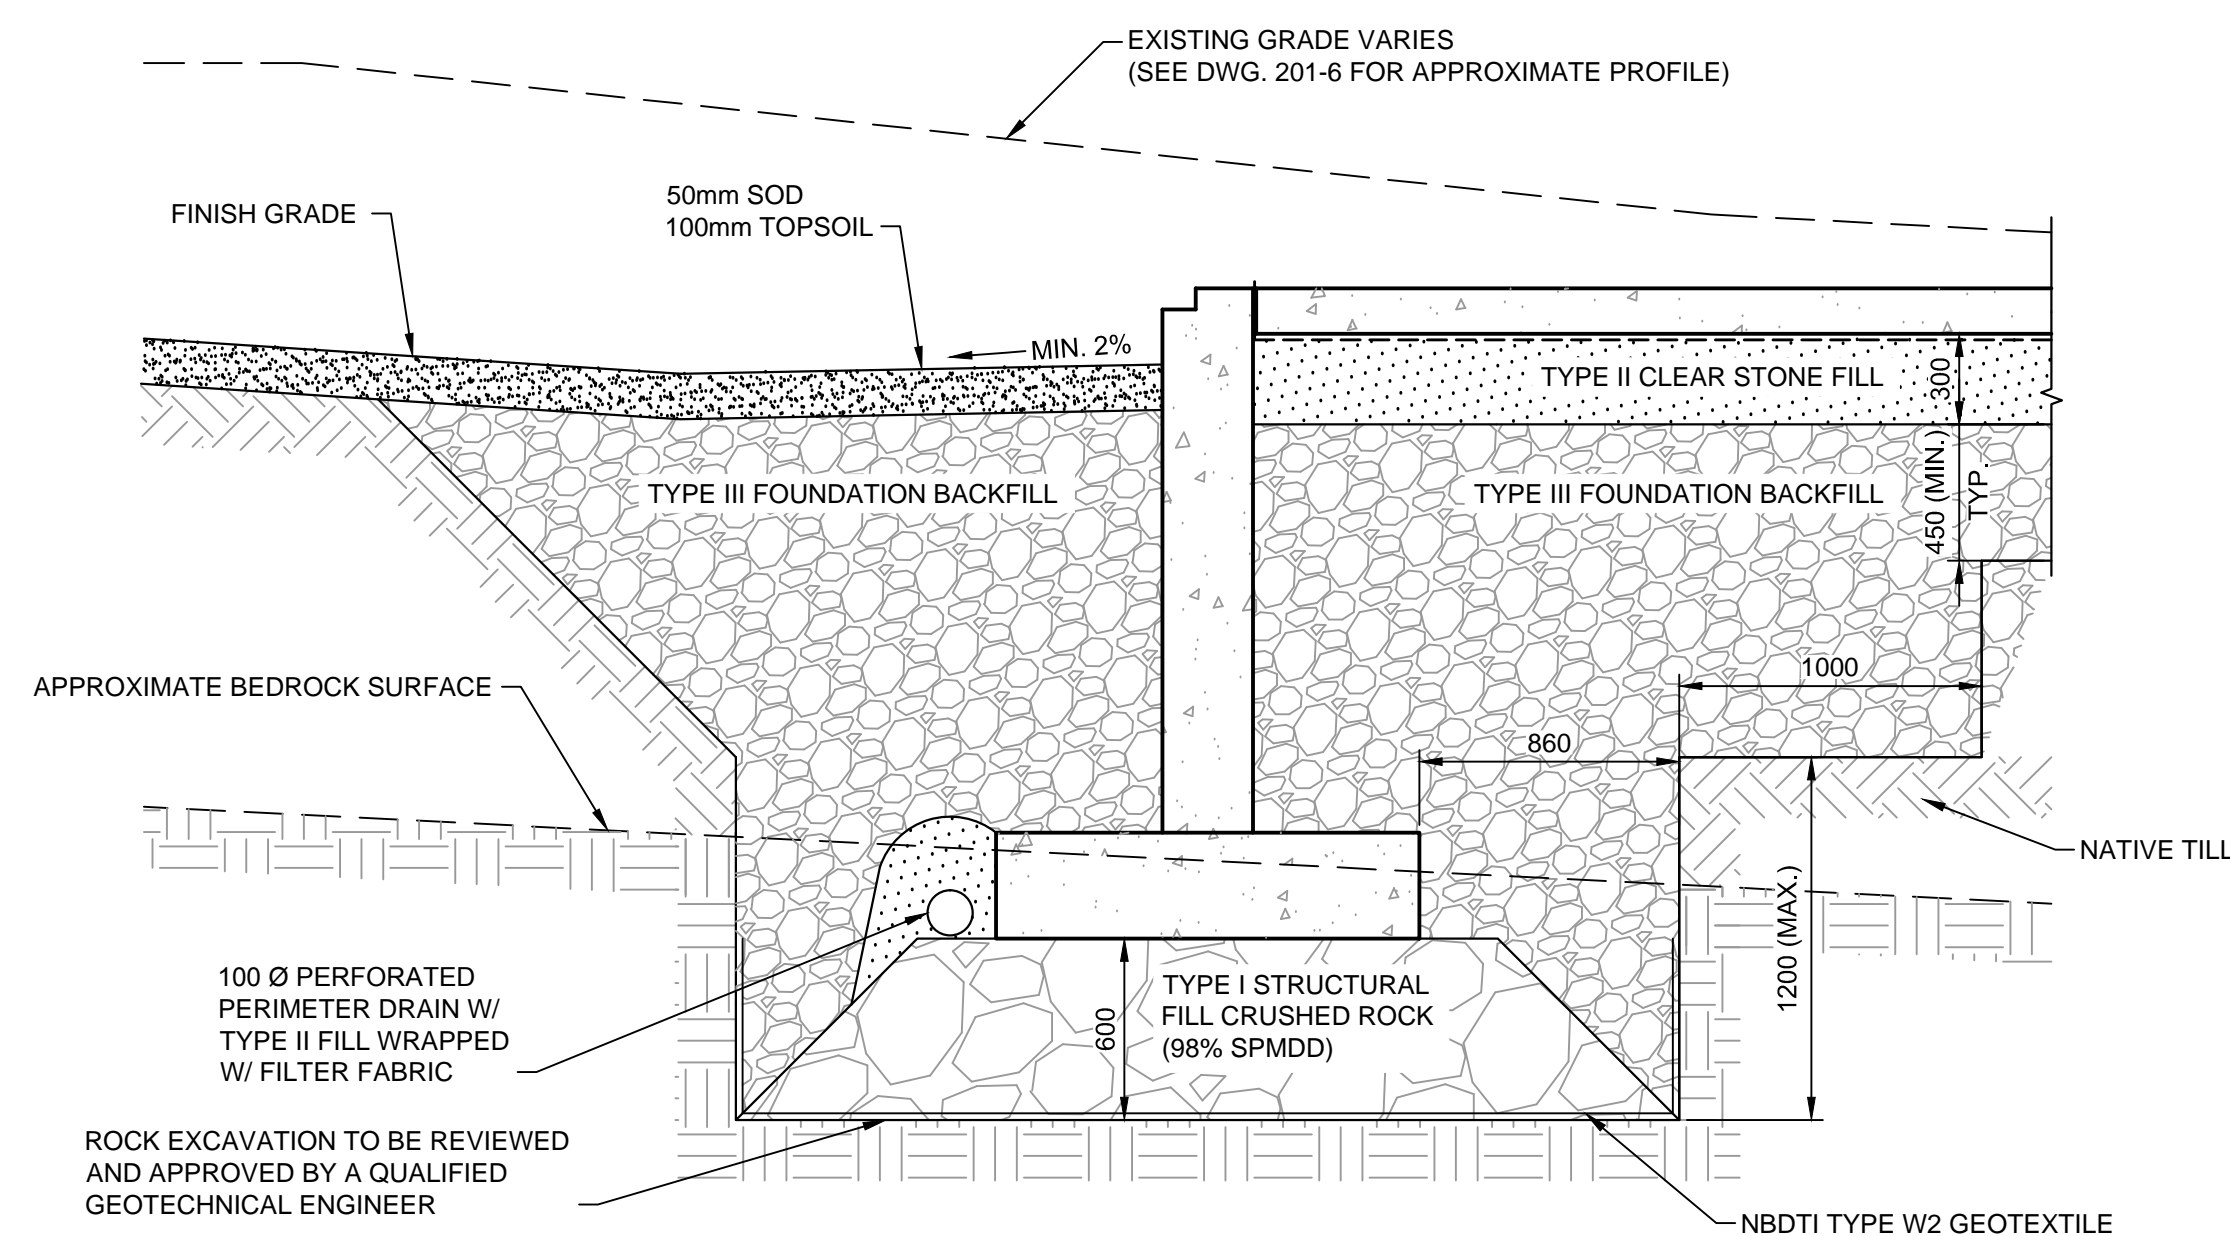 EXISTING GRADE VARIES
(SEE DWG. 201-6 FOR APPROXIMATE PROFILE)
50mm SOD
100mm TOPSOIL
FINISH GRADE
MIN. 2%
TYPE II CLEAR STONE FILL
300
TYPE III FOUNDATION BACKFILL
TYPE III FOUNDATION BACKFILL
450 (MIN.)
TYP.
1000
APPROXIMATE BEDROCK SURFACE
860
NATIVE TILL
1200 (MAX.)
100 Ø PERFORATED
PERIMETER DRAIN W/
TYPE II FILL WRAPPED
W/ FILTER FABRIC
600
TYPE I STRUCTURAL
FILL CRUSHED ROCK
(98% SPMDD)
ROCK EXCAVATION TO BE REVIEWED
AND APPROVED BY A QUALIFIED
GEOTECHNICAL ENGINEER
NBDTI TYPE W2 GEOTEXTILE